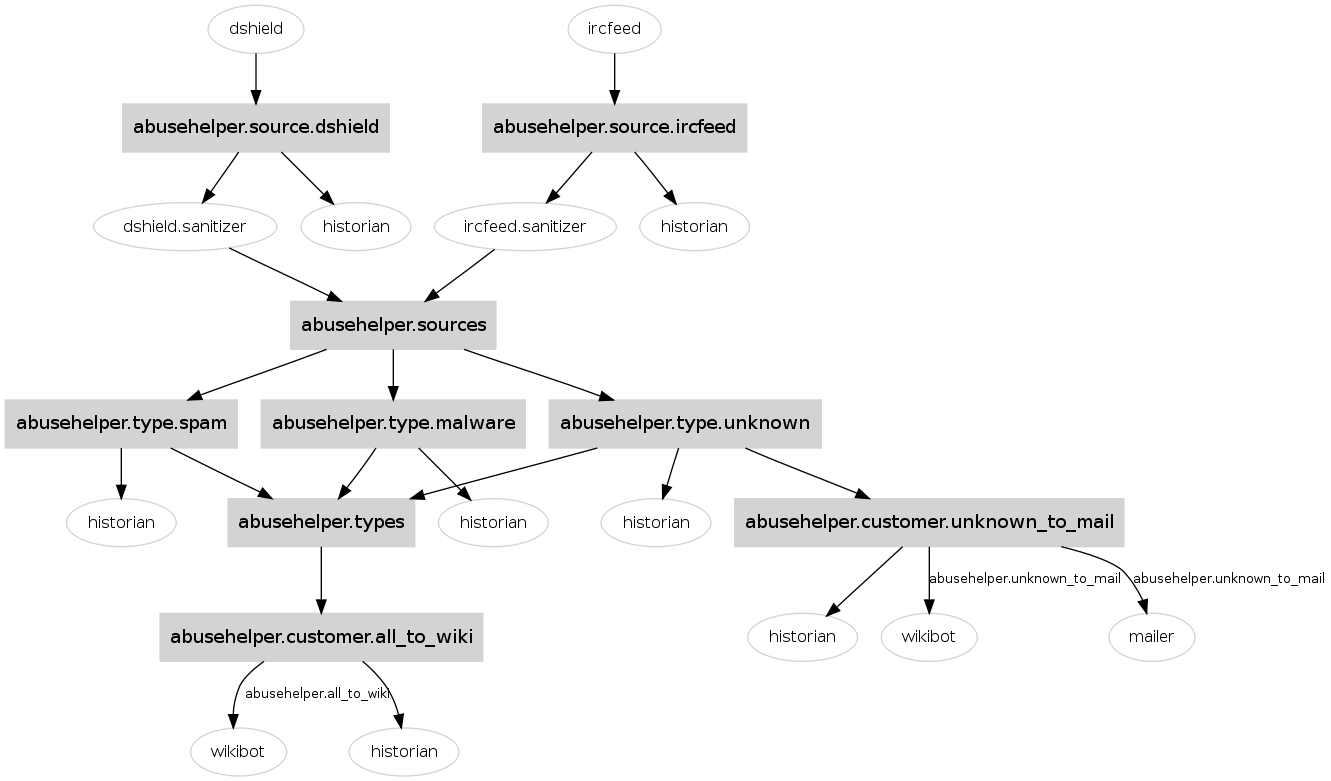 dshield
ircfeed
abusehelper.source.dshield
abusehelper.source.ircfeed
dshield.sanitizer
historian
ircfeed.sanitizer
historian
abusehelper.sources
abusehelper.type.spam
abusehelper.type.malware
abusehelper.type.unknown
historian
abusehelper.types
historian
historian
abusehelper.customer.unknown_to_mail
abusehelper.unknown_to_mail
abusehelper.unknown_to_mail
abusehelper.customer.all_to_wiki
historian
wikibot
mailer
abusehelper.all_to_wiki
wikibot
historian